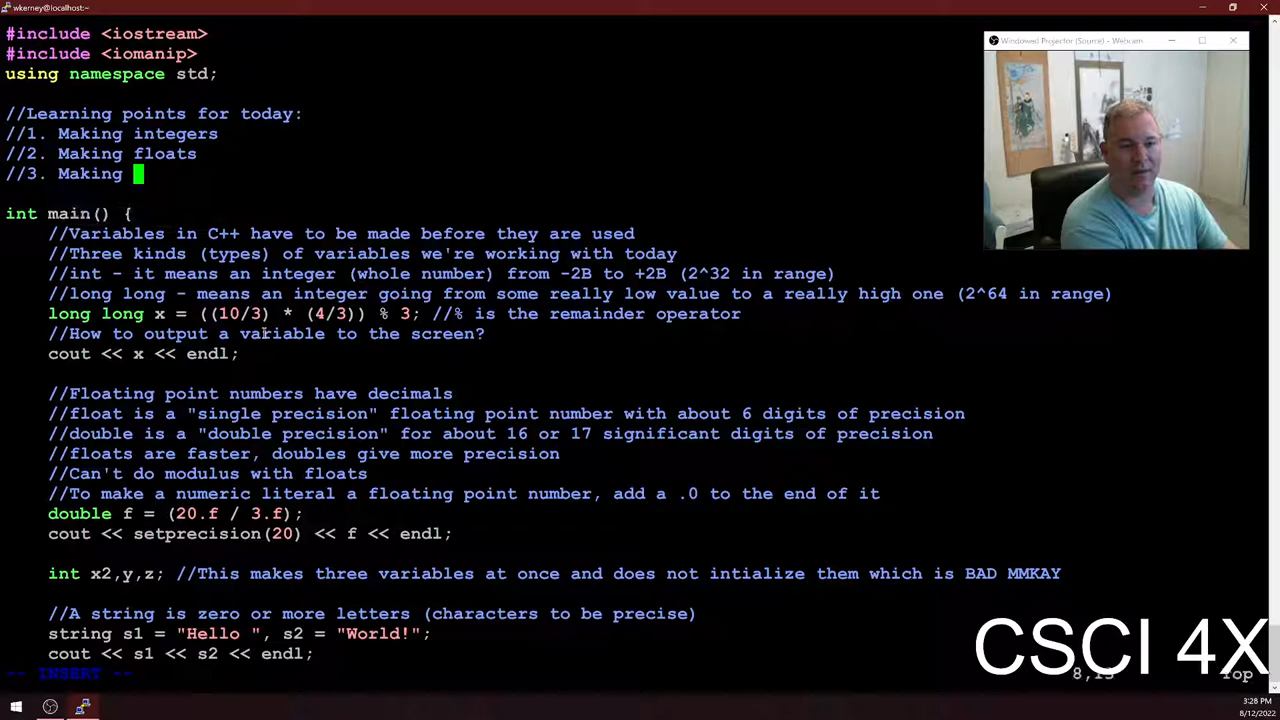 wkerney@localhost:~
#include <iostream>
#include <iomanip>
using namespace std;
//Learning points for today:
//1. Making integers
//2. Making floats
//3. Making
int main() {
//Variables in C++ have to be made before they are used
//Three kinds (types) of variables we're working with today
//int - it means an integer (whole number) from -2B to +2B (2^32 in range)
//long long - means an integer going from some really low value to a really high one (2^64 in range)
long long x = ((10/3) * (4/3)) % 3; //% is the remainder operator
//How to output a variable to the screen?
cout << x << endl;
//Floating point numbers have decimals
//float is a "single precision" floating point number with about 6 digits of precision
//double is a "double precision" for about 16 or 17 significant digits of precision
//floats are faster, doubles give more precision
//Can't do modulus with floats
//To make a numeric literal a floating point number, add a .0 to the end of it
double f = (20.f / 3.f);
cout << setprecision(20) << f << endl;
int x2,y,z; //This makes three variables at once and does not intialize them which is BAD MMKAY
//A string is zero or more letters (characters to be precise)
string s1 = "Hello ", s2 = "World!";
cout << s1 << s2 << endl;
-- INSERT --
Windowed Projector (Source) - Webcam
CSCI 4X
3:28 PM
8/12/2022